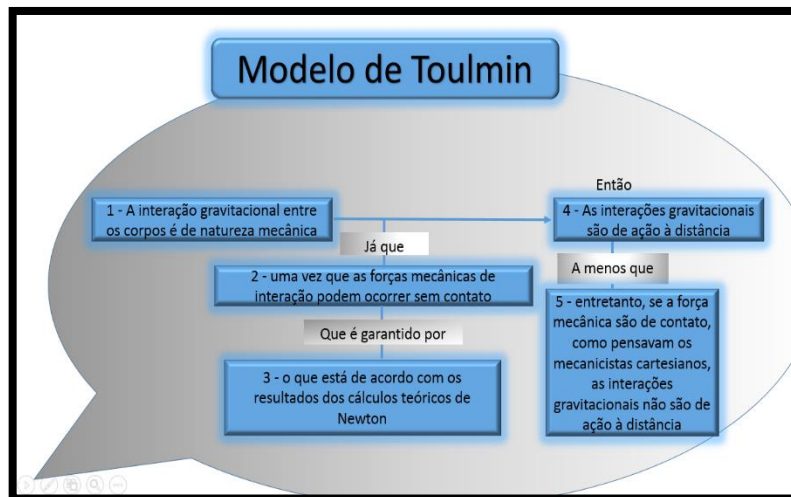 Modelo de Toulmin
1 - A interação gravitacional entre
os corpos é de natureza mecânica
Então
4 - As interações gravitacionais
são de ação à distância
Já que
2 - uma vez que as forças mecânicas de
interação podem ocorrer sem contato
A menos que
Que é garantido por
3 - o que está de acordo com os
resultados dos cálculos teóricos de
Newton
5 - entretanto, se a força
mecânica são de contato,
como pensavam os
mecanicistas cartesianos,
as interações
gravitacionais não são de
ação à distância